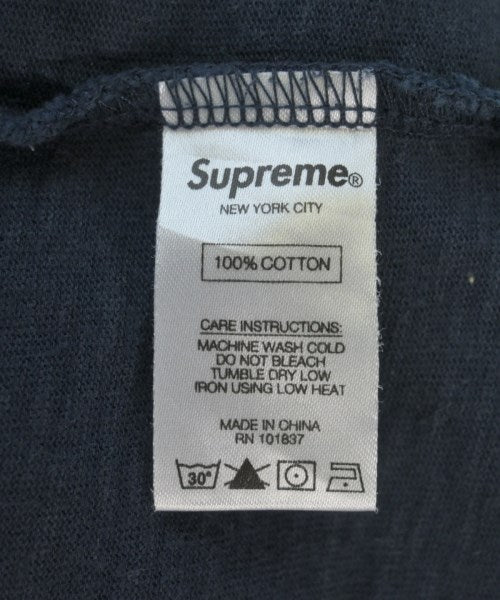 Supreme®
NEW YORK CITY
100% COTTON
CARE INSTRUCTIONS:
MACHINE WASH COLD
DO NOT BLEACH
TUMBLE DRY LOW
IRON USING LOW HEAT
MADE IN CHINA
RN 101837
30°